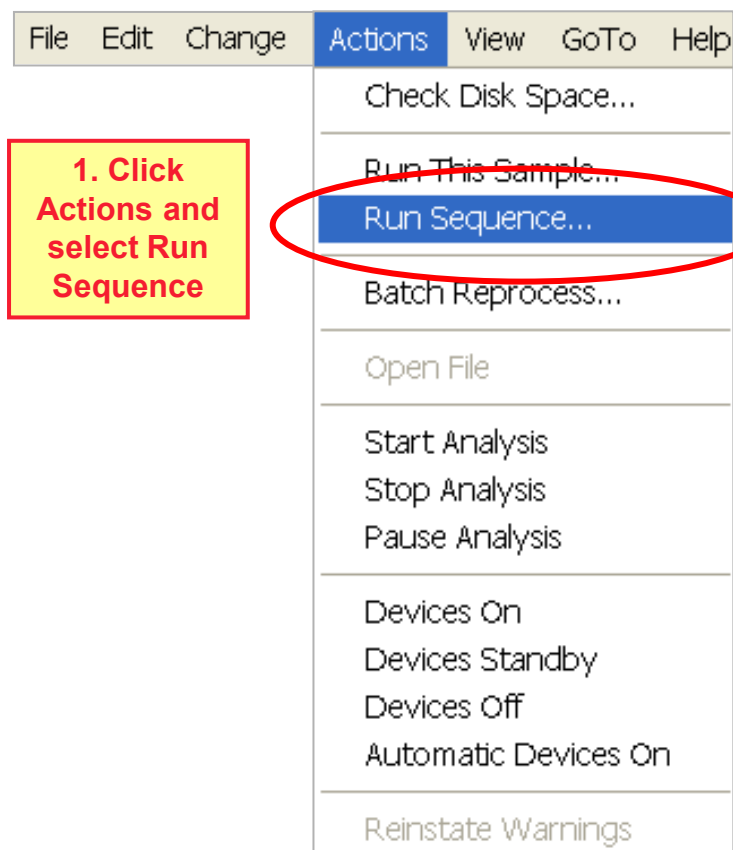 File Edit Change Actions View GoTo Help
Check Disk Space...
1. Click
Actions and
select Run
Sequence
Run This Sample...
Run Sequence...
Batch Reprocess...
Open File
Start Analysis
Stop Analysis
Pause Analysis
Devices On
Devices Standby
Devices Off
Automatic Devices On
Reinstate Warnings